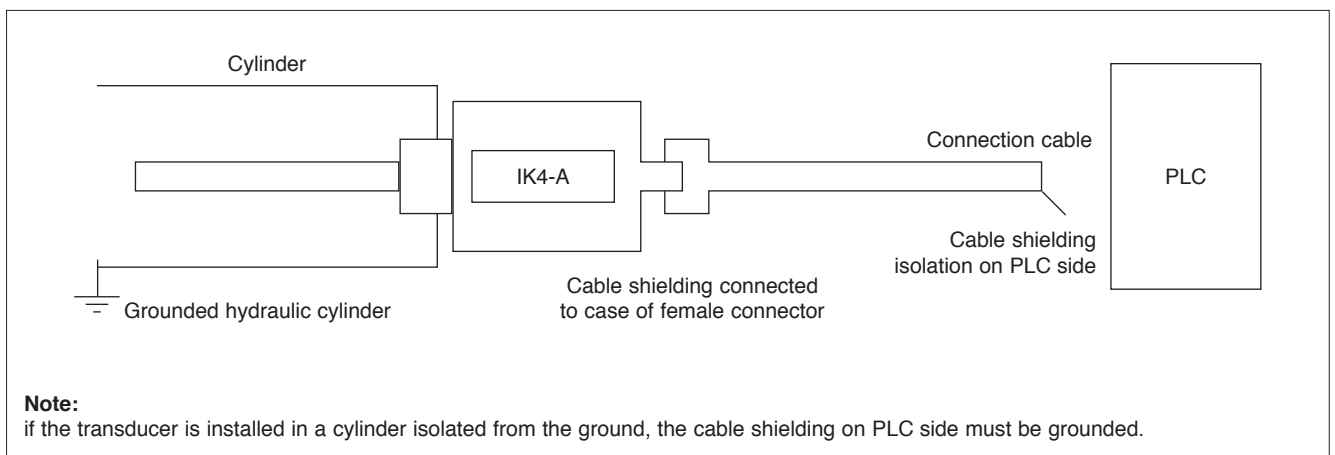 Cylinder
Connection cable
IK4-A
PLC
Cable shielding
isolation on PLC side
Cable shielding connected
to case of female connector
Grounded hydraulic cylinder
Note:
if the transducer is installed in a cylinder isolated from the ground, the cable shielding on PLC side must be grounded.